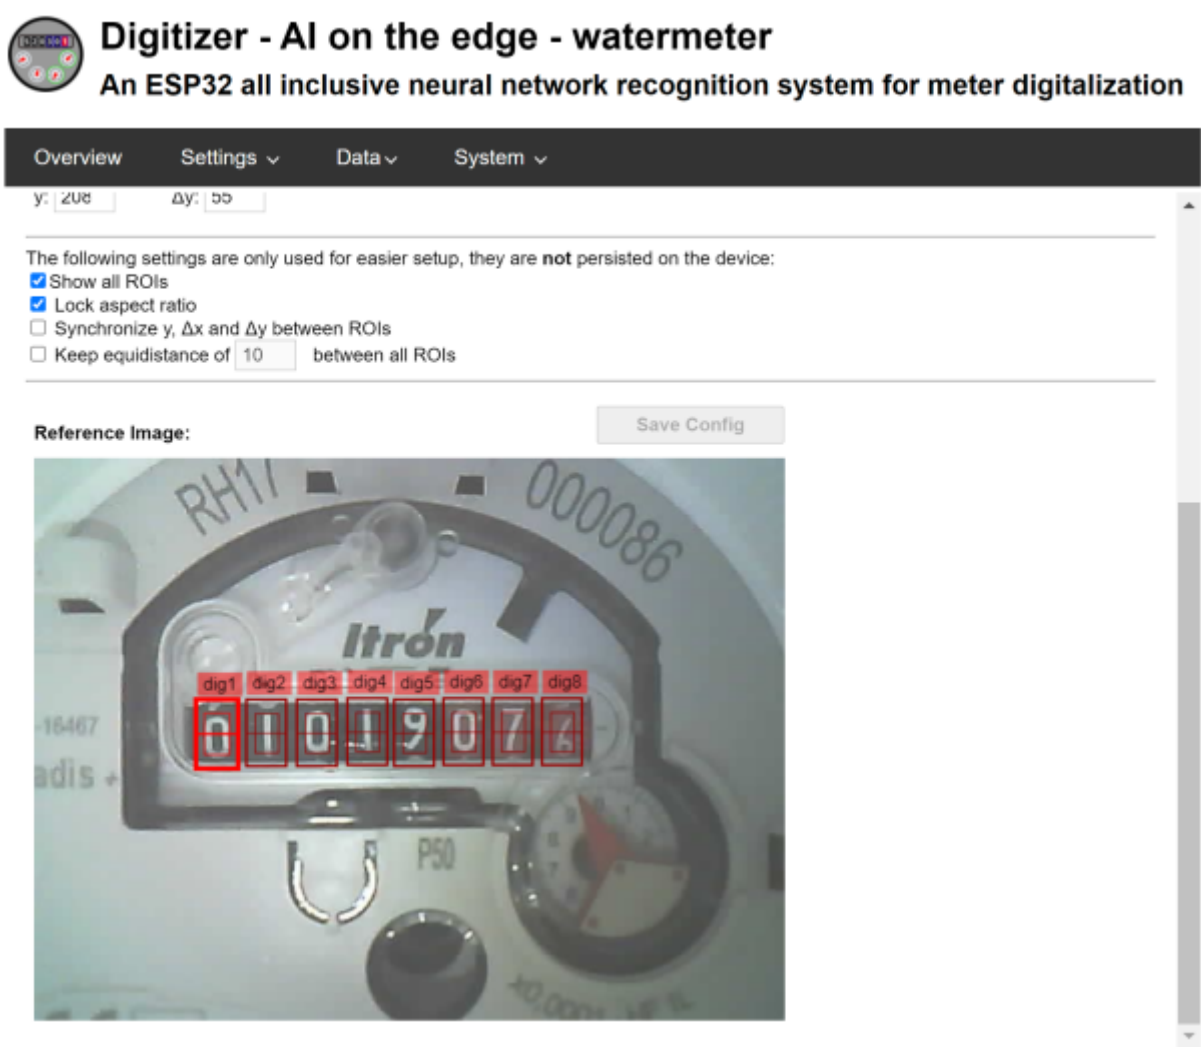 Digitizer - AI on the edge - watermeter
An ESP32 all inclusive neural network recognition system for meter digitalization
Overview Settings Data System
y: 208 Δy: 55
The following settings are only used for easier setup, they are not persisted on the device:
Show all ROIs
Lock aspect ratio
Synchronize y, Δx and Δy between ROIs
Keep equidistance of 10 between all ROIs
Reference Image:
Save Config
RH17 000086
Itrón
dig1 dig2 dig3 dig4 dig5 dig6 dig7 dig8
0 1 0 1 9 0 7
-16467
adis +
P50
x0,0001